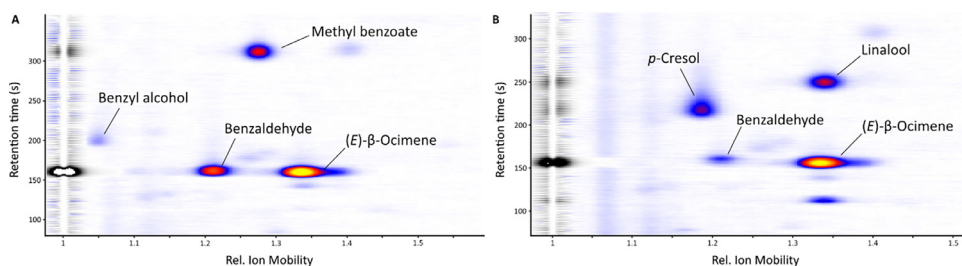 A
Retention time (s)
300
250
200
150
100
Methyl benzoate
Benzyl alcohol
Benzaldehyde
(E)-β-Ocimene
1
1.1
1.2
1.3
1.4
1.5
Rel. Ion Mobility
B
Retention time (s)
300
250
200
150
100
p-Cresol
Linalool
Benzaldehyde
(E)-β-Ocimene
1
1.1
1.2
1.3
1.4
1.5
Rel. Ion Mobility